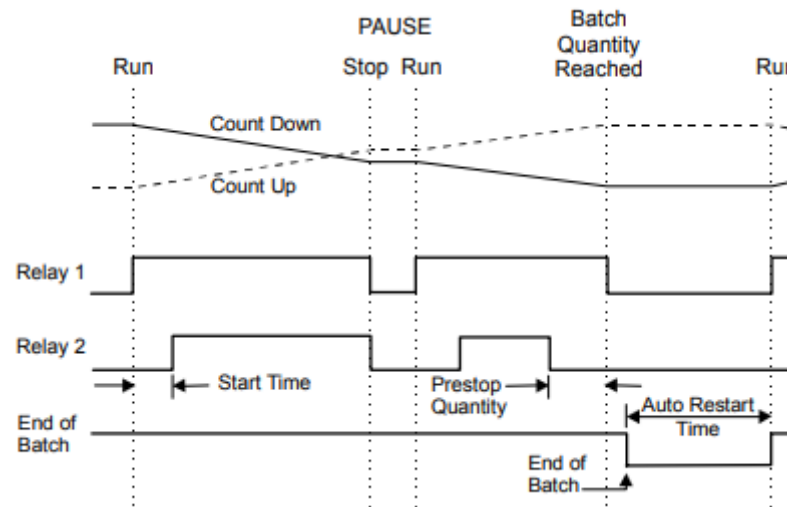 PAUSE
Batch
Quantity
Reached
Run
Stop
Run
Run
Count Down
Count Up
Relay 1
Relay 2
Start Time
Prestop
Quantity
Auto Restart
Time
End of
Batch
End of
Batch